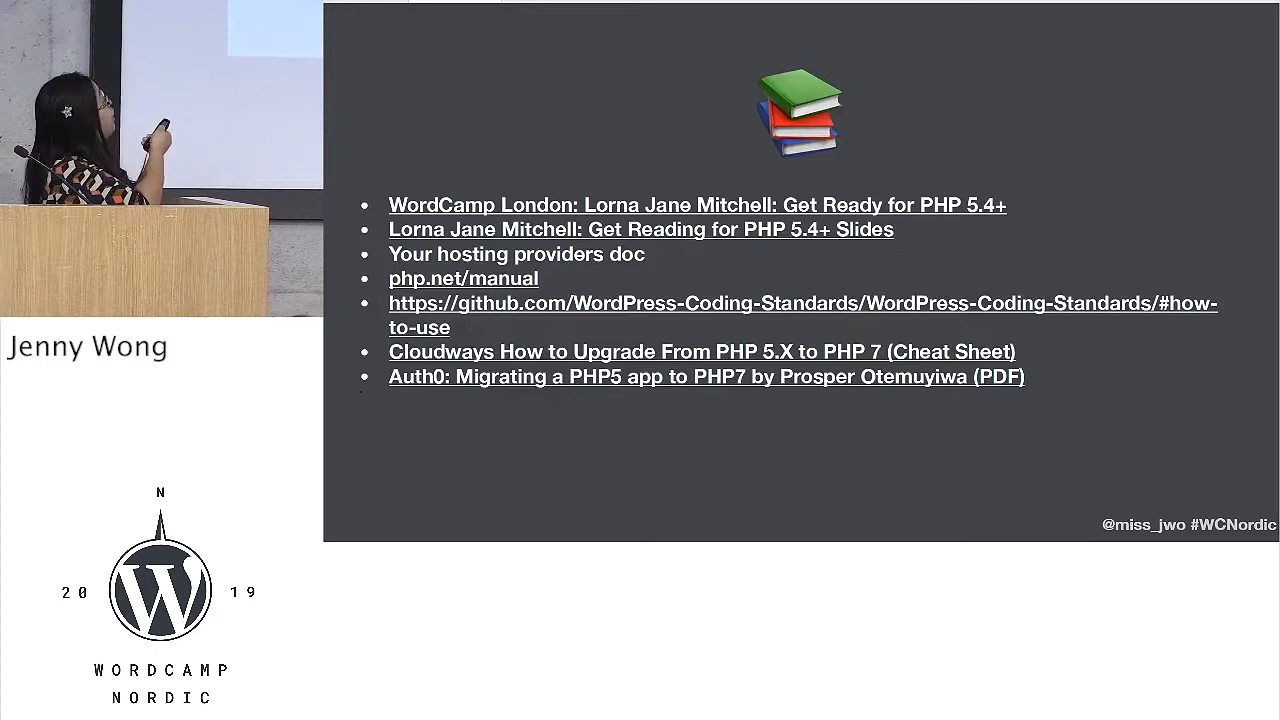 WordCamp London: Lorna Jane Mitchell: Get Ready for PHP 5.4+
Lorna Jane Mitchell: Get Reading for PHP 5.4+ Slides
Your hosting providers doc
php.net/manual
https://github.com/WordPress-Coding-Standards/WordPress-Coding-Standards/#how-
to-use
Cloudways How to Upgrade From PHP 5.X to PHP 7 (Cheat Sheet)
Auth0: Migrating a PHP5 app to PHP7 by Prosper Otemuyiwa (PDF)
@miss_jwo #WCNordic
Jenny Wong
N
20 19
WORDCAMP
NORDIC